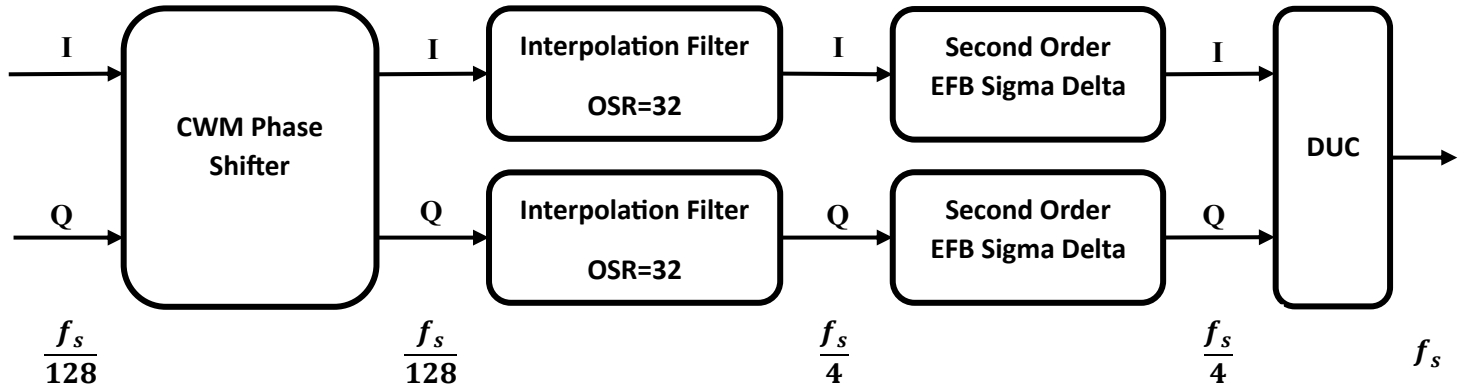 I
I
Interpolation Filter
OSR=32
I
Second Order
EFB Sigma Delta
I
CWM Phase
Shifter
DUC
Q
Q
Interpolation Filter
OSR=32
Q
Second Order
EFB Sigma Delta
Q
f_s/128
f_s/128
f_s/4
f_s/4
f_s